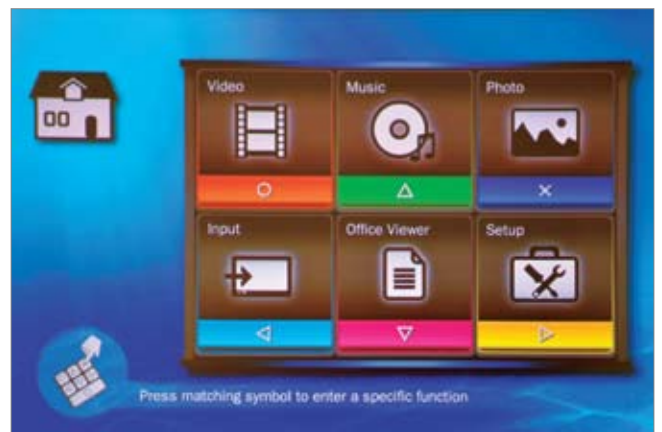 Video Music Photo
Input Office Viewer Setup
Press matching symbol to enter a specific function